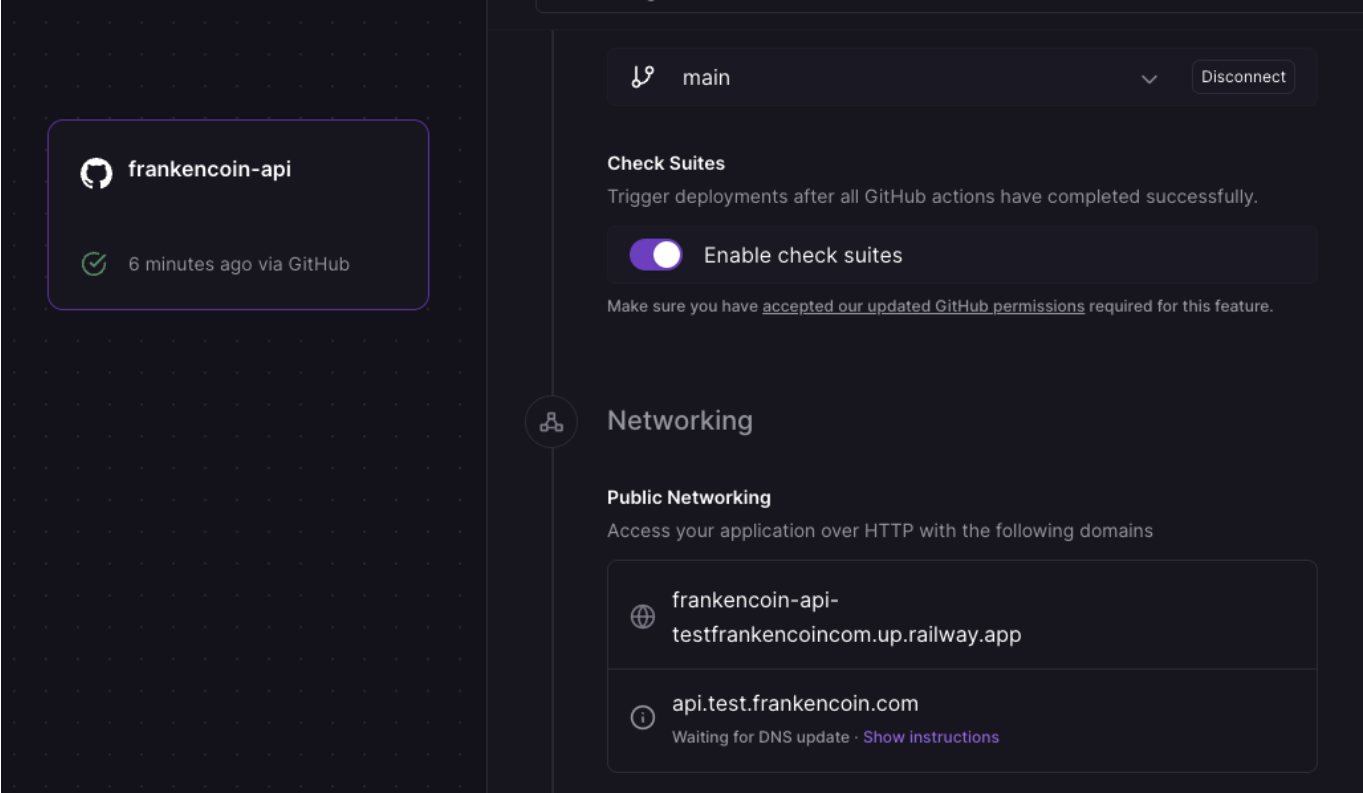 main
Disconnect
frankencoin-api
6 minutes ago via GitHub
Check Suites
Trigger deployments after all GitHub actions have completed successfully.
Enable check suites
Make sure you have accepted our updated GitHub permissions required for this feature.
Networking
Public Networking
Access your application over HTTP with the following domains
frankencoin-api-
testfrankencoincom.up.railway.app
api.test.frankencoin.com
Waiting for DNS update · Show instructions